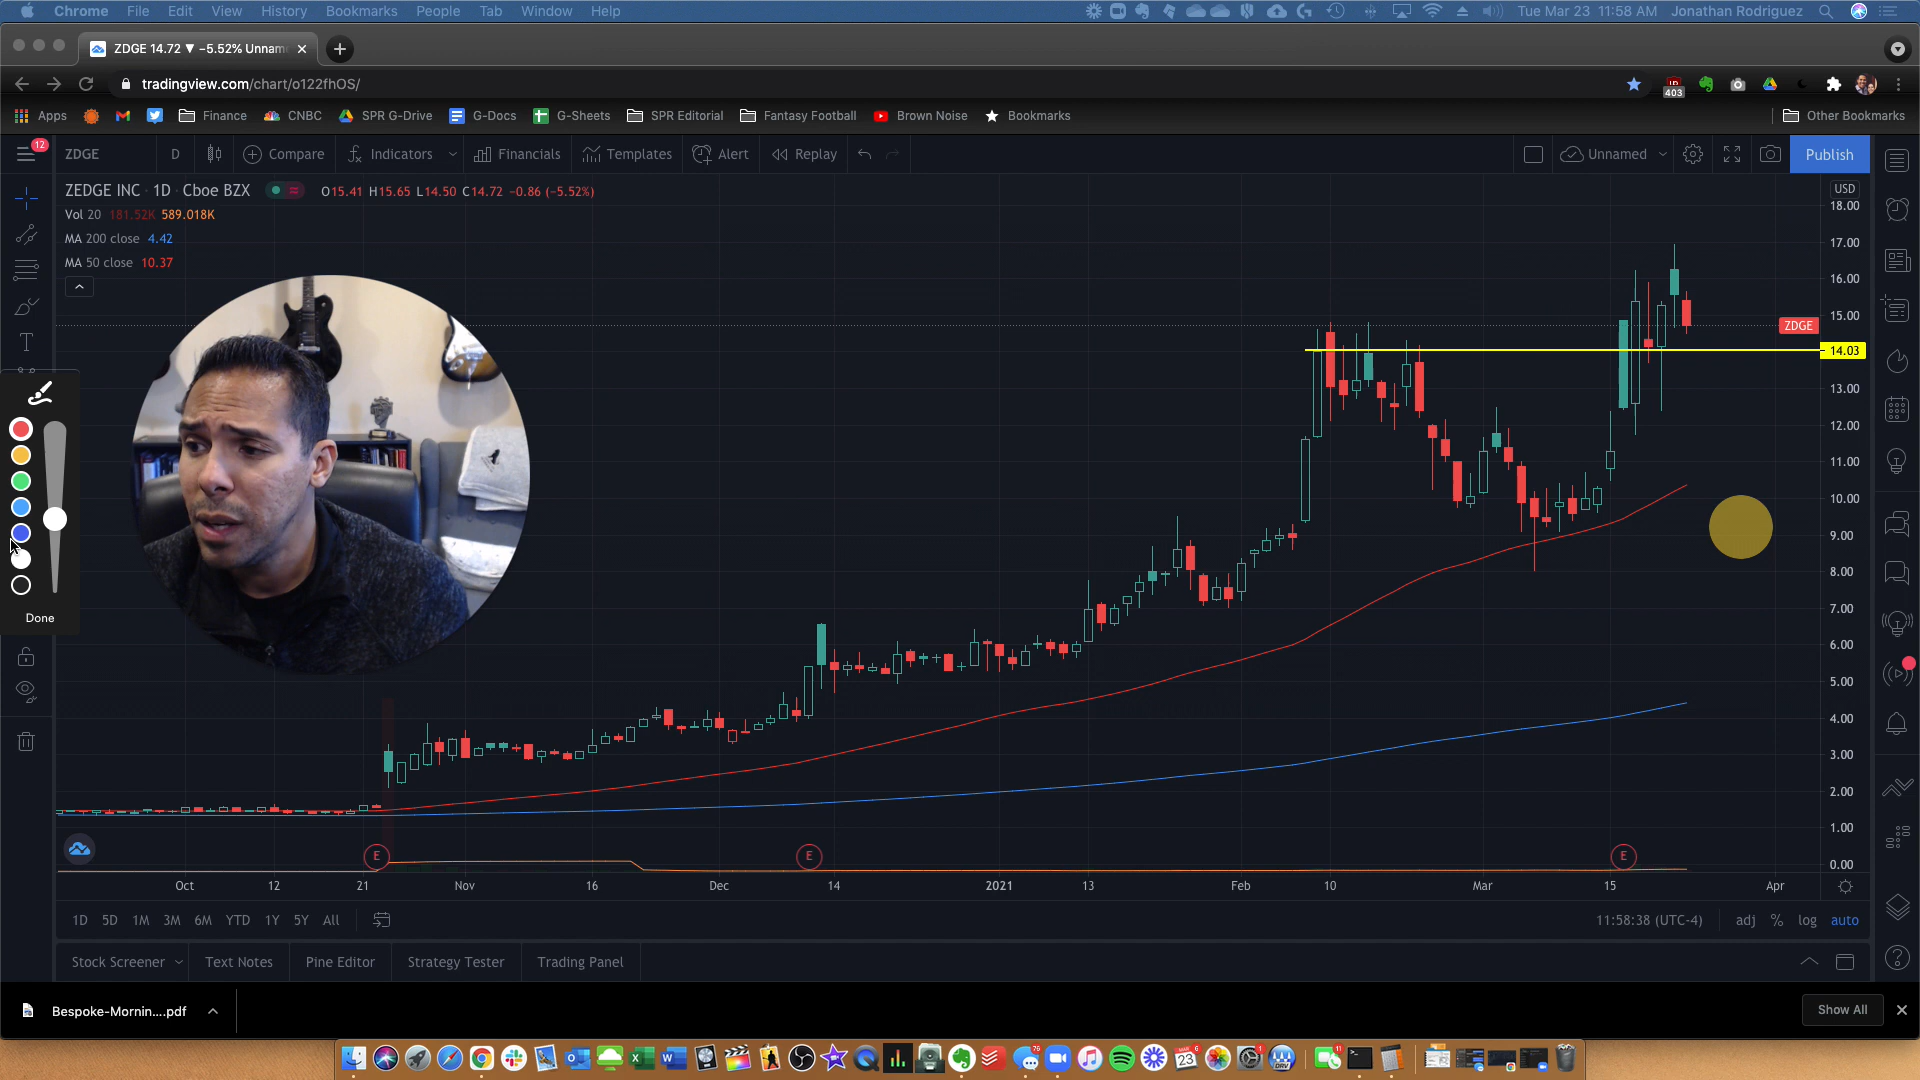 Chrome File Edit View History Bookmarks People Tab Window Help
Tue Mar 23 11:58 AM Jonathan Rodriguez
ZDGE 14.72 ▼ −5.52% Unnam
tradingview.com/chart/o122fhOS/
403
Apps Finance CNBC SPR G-Drive G-Docs G-Sheets SPR Editorial Fantasy Football Brown Noise Bookmarks Other Bookmarks
12
ZDGE D Compare Indicators Financials Templates Alert Replay Unnamed Publish
ZEDGE INC · 1D · Cboe BZX O15.41 H15.65 L14.50 C14.72 −0.86 (−5.52%)
USD
Vol 20 181.52K 589.018K
MA 200 close 4.42
MA 50 close 10.37
18.00
17.00
16.00
15.00
ZDGE
14.03
13.00
12.00
11.00
10.00
9.00
8.00
7.00
6.00
5.00
4.00
3.00
2.00
1.00
0.00
Done
E E E
Oct 12 21 Nov 16 Dec 14 2021 13 Feb 10 Mar 15 Apr
1D 5D 1M 3M 6M YTD 1Y 5Y All
11:58:38 (UTC-4) adj % log auto
Stock Screener Text Notes Pine Editor Strategy Tester Trading Panel
Bespoke-Mornin....pdf
Show All
76
23
6
11